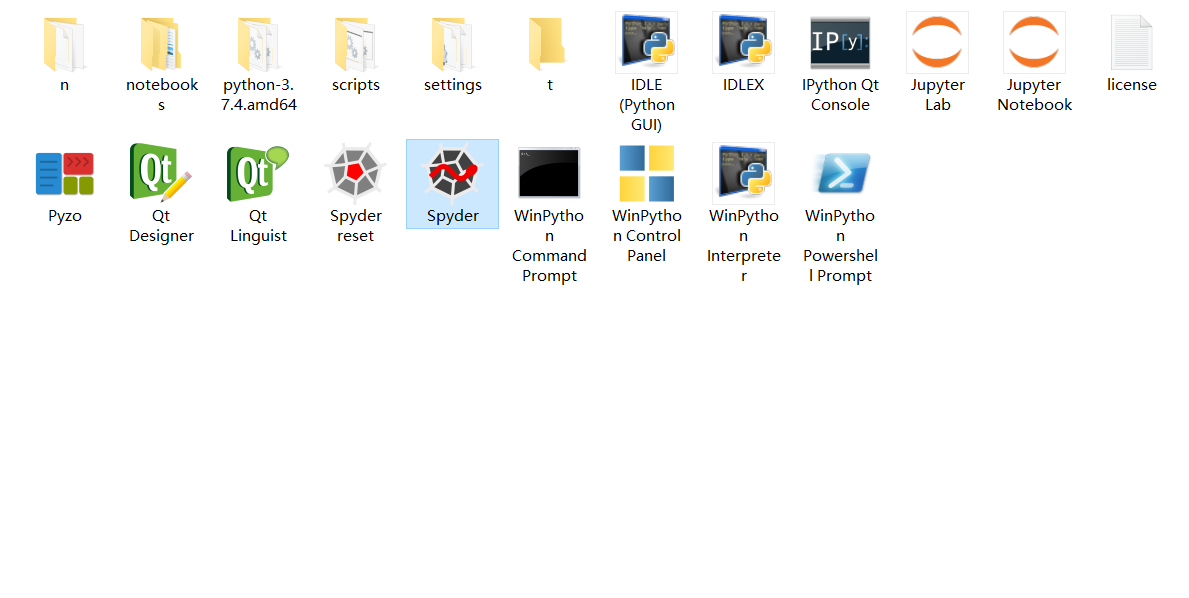 n
notebook
s
python-3.
7.4.amd64
scripts
settings
t
IDLE
(Python
GUI)
IDLEX
IPython Qt
Console
Jupyter
Lab
Jupyter
Notebook
license
Pyzo
Qt
Designer
Qt
Linguist
Spyder
reset
Spyder
WinPytho
n
Command
Prompt
WinPytho
n Control
Panel
WinPytho
n
Interprete
r
WinPytho
n
Powershel
l Prompt